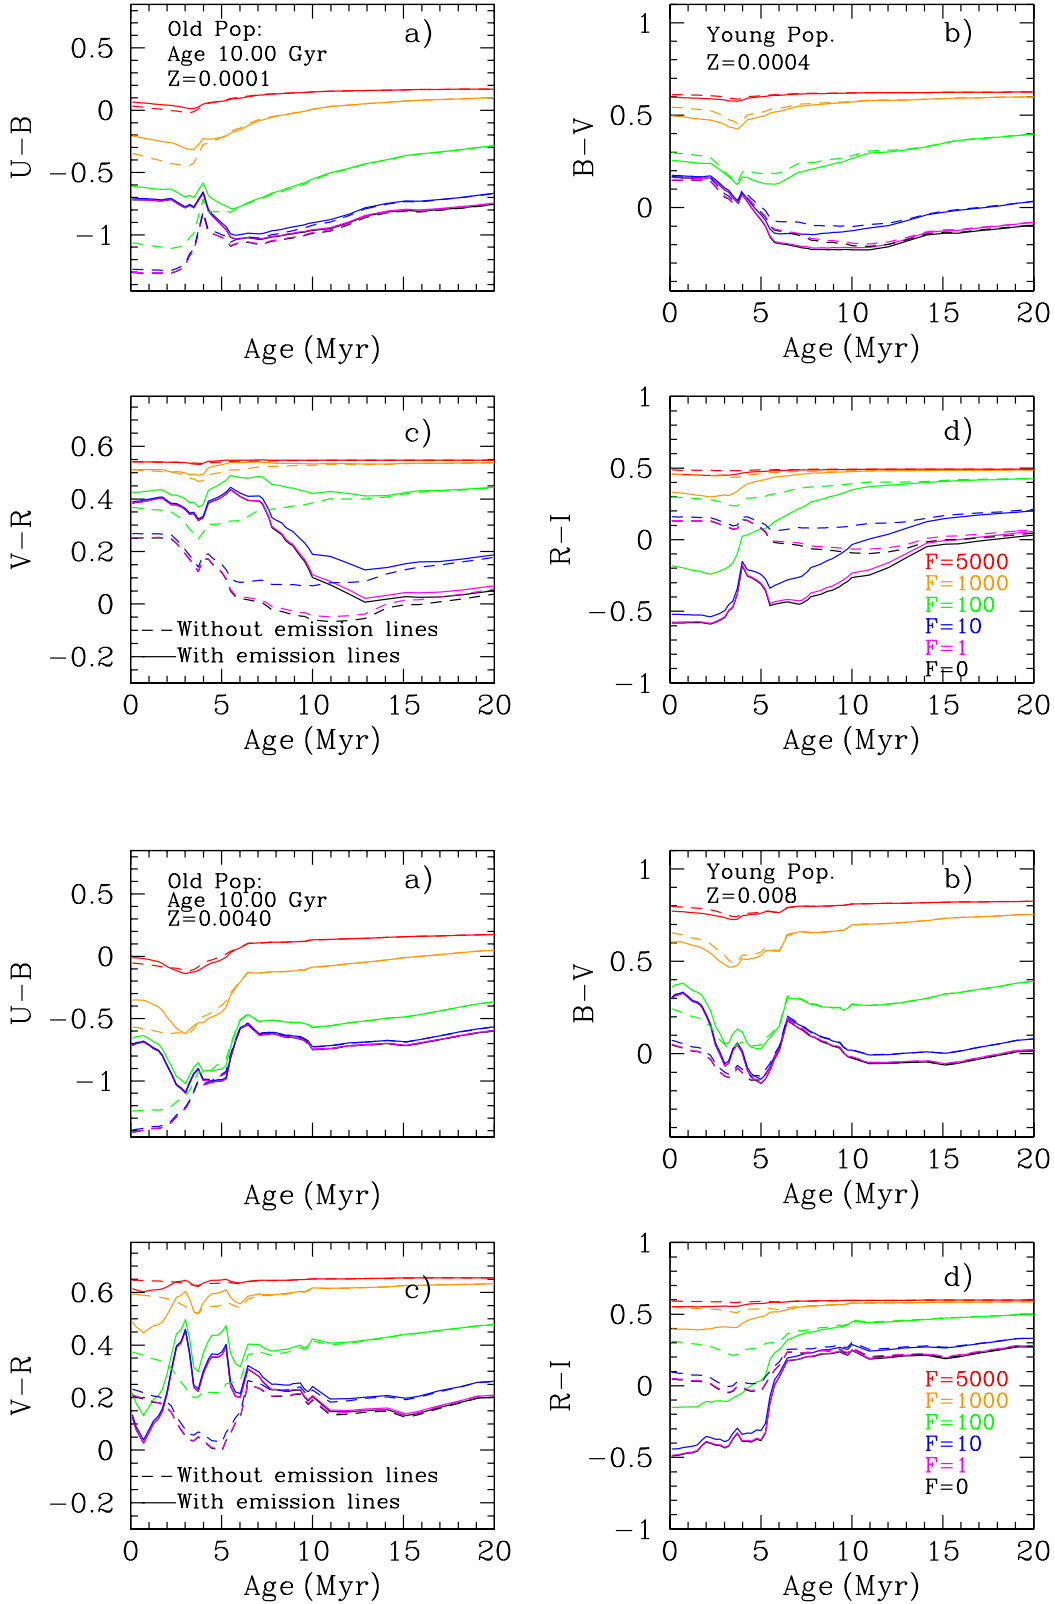 Old Pop:
Age 10.00 Gyr
Z=0.0001
a)
0.5
0
−0.5
−1
U−B
Age (Myr)
Young Pop.
Z=0.0004
b)
1
0.5
0
B−V
0 5 10 15 20
Age (Myr)
c)
0.6
0.4
0.2
0
−0.2
V−R
Without emission lines
With emission lines
0 5 10 15 20
Age (Myr)
d)
1
0.5
0
−0.5
−1
R−I
F=5000
F=1000
F=100
F=10
F=1
F=0
0 5 10 15 20
Age (Myr)
Old Pop:
Age 10.00 Gyr
Z=0.0040
a)
0.5
0
−0.5
−1
U−B
Age (Myr)
Young Pop.
Z=0.008
b)
1
0.5
0
B−V
0 5 10 15 20
Age (Myr)
c)
0.6
0.4
0.2
0
−0.2
V−R
Without emission lines
With emission lines
0 5 10 15 20
Age (Myr)
d)
1
0.5
0
−0.5
−1
R−I
F=5000
F=1000
F=100
F=10
F=1
F=0
0 5 10 15 20
Age (Myr)